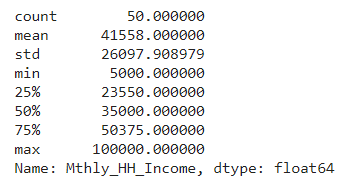 count 50.000000
mean 41558.000000
std 26097.908979
min 5000.000000
25% 23550.000000
50% 35000.000000
75% 50375.000000
max 100000.000000
Name: Mthly_HH_Income, dtype: float64